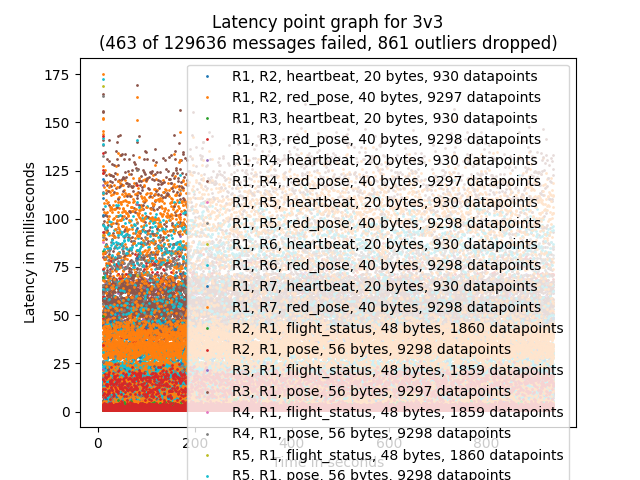 Latency point graph for 3v3
(463 of 129636 messages failed, 861 outliers dropped)
175
150
125
100
75
50
25
0
Latency in milliseconds
R1, R2, heartbeat, 20 bytes, 930 datapoints
R1, R2, red_pose, 40 bytes, 9297 datapoints
R1, R3, heartbeat, 20 bytes, 930 datapoints
R1, R3, red_pose, 40 bytes, 9298 datapoints
R1, R4, heartbeat, 20 bytes, 930 datapoints
R1, R4, red_pose, 40 bytes, 9297 datapoints
R1, R5, heartbeat, 20 bytes, 930 datapoints
R1, R5, red_pose, 40 bytes, 9298 datapoints
R1, R6, heartbeat, 20 bytes, 930 datapoints
R1, R6, red_pose, 40 bytes, 9298 datapoints
R1, R7, heartbeat, 20 bytes, 930 datapoints
R1, R7, red_pose, 40 bytes, 9298 datapoints
R2, R1, flight_status, 48 bytes, 1860 datapoints
R2, R1, pose, 56 bytes, 9298 datapoints
R3, R1, flight_status, 48 bytes, 1859 datapoints
R3, R1, pose, 56 bytes, 9297 datapoints
R4, R1, flight_status, 48 bytes, 1859 datapoints
R4, R1, pose, 56 bytes, 9298 datapoints
R5, R1, flight_status, 48 bytes, 1860 datapoints
R5, R1, pose, 56 bytes, 9298 datapoints
0 200 400 600 800
Time in seconds